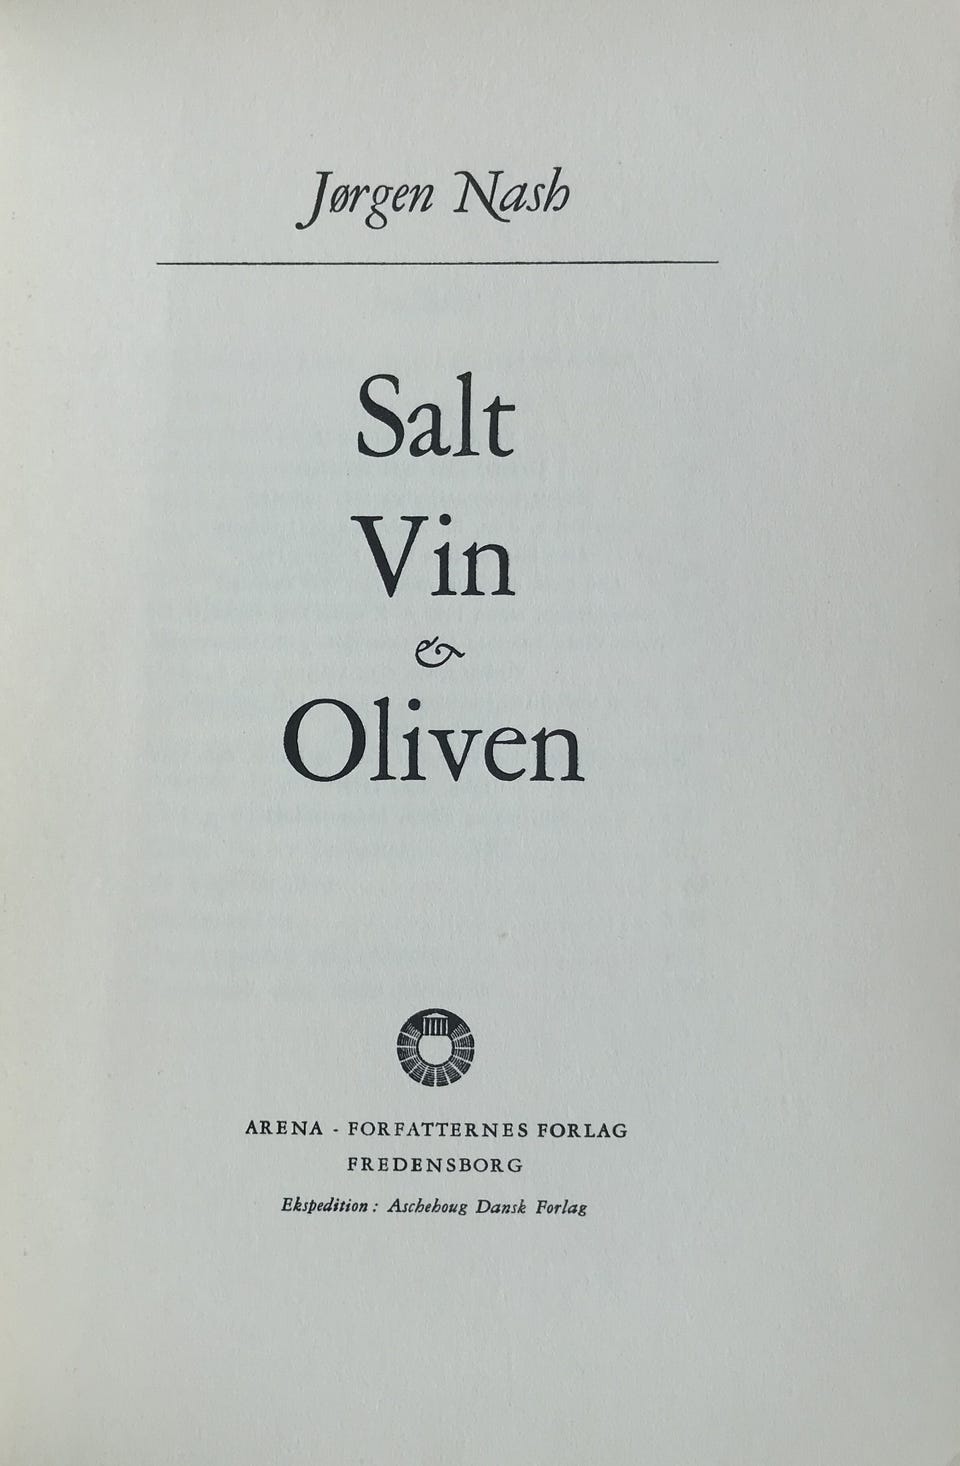 Jørgen Nash
Salt
Vin
&
Oliven
ARENA - FORFATTERNES FORLAG
FREDENSBORG
Ekspedition: Aschehoug Dansk Forlag